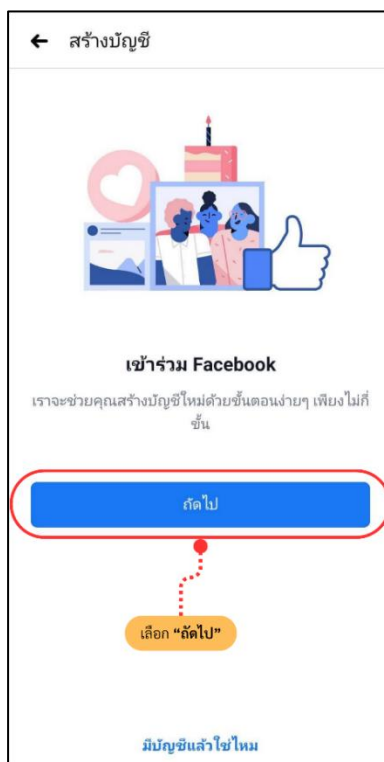 สร้างบัญชี
เข้าร่วม Facebook
เราจะช่วยคุณสร้างบัญชีใหม่ด้วยขั้นตอนง่ายๆ เพียงไม่กี่
ขั้น
ถัดไป
เลือก “ถัดไป”
มีบัญชีแล้วใช่ไหม